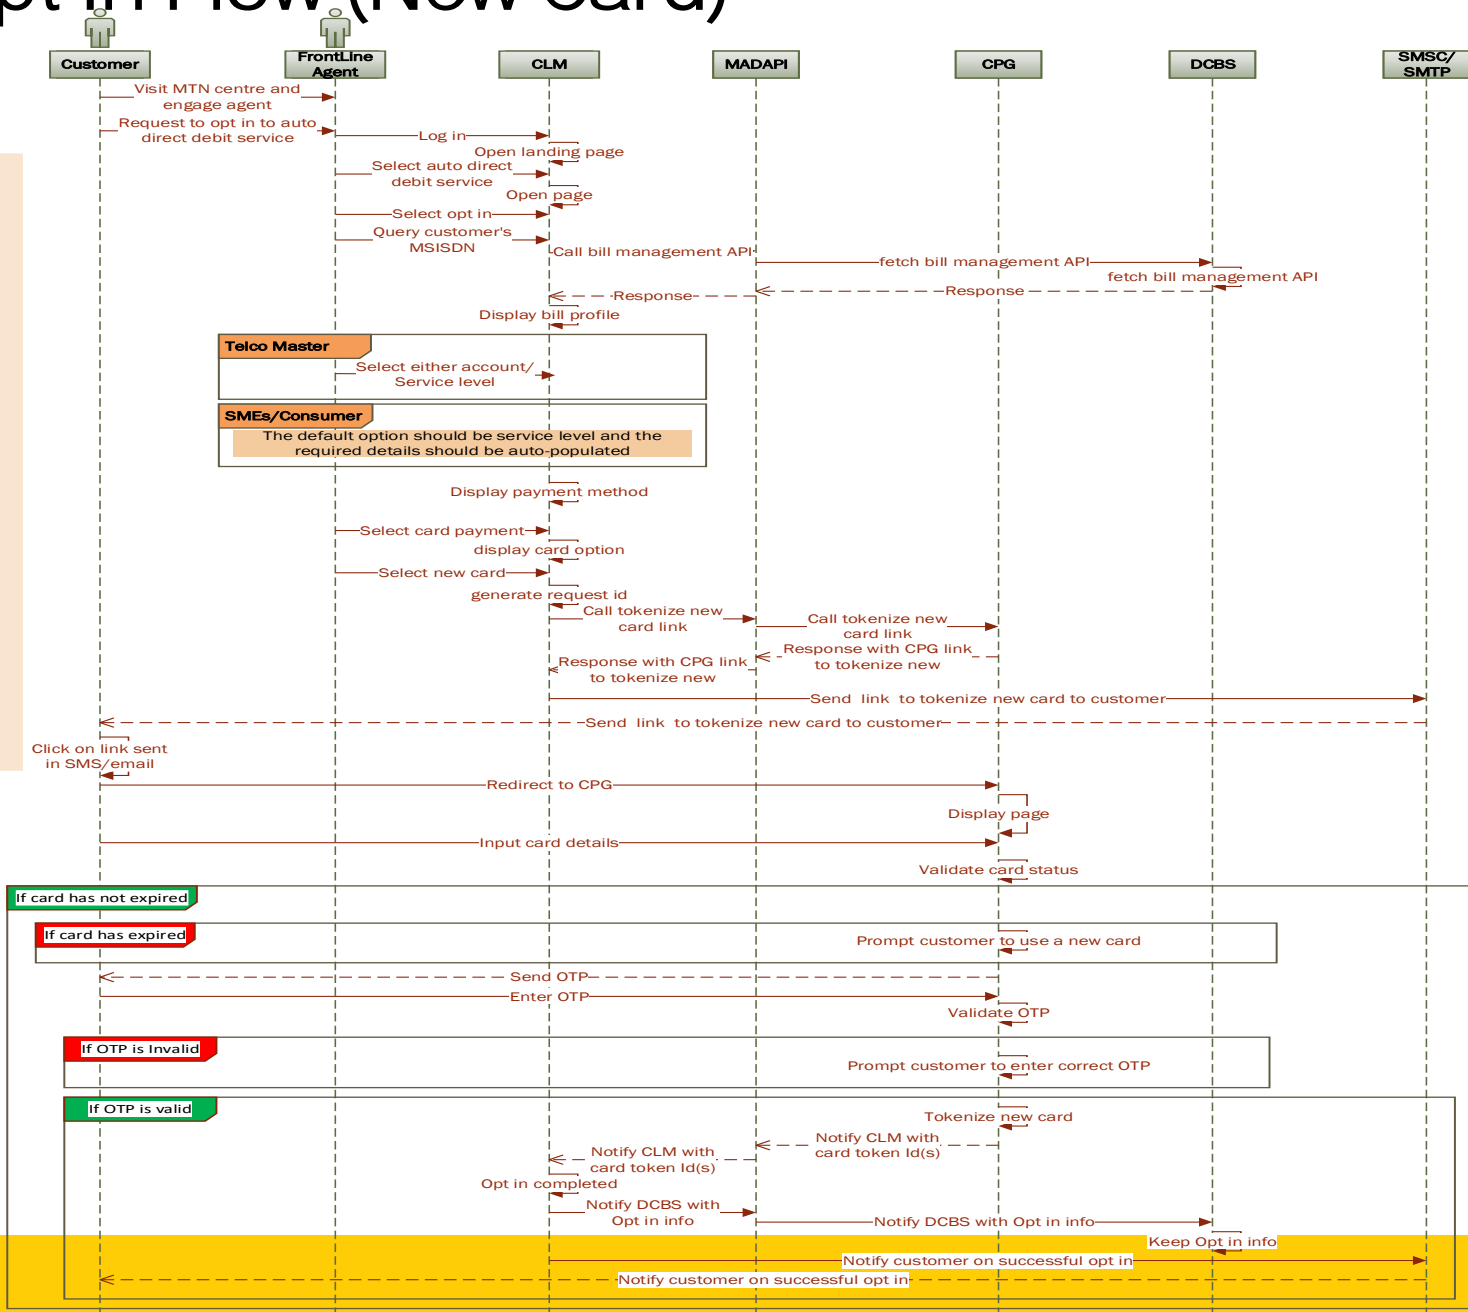 pt In Flow (New Card)
Customer
FrontLine
Agent
CLM
MADAPI
CPG
DCBS
SMSC/
SMTP
Visit MTN centre and
engage agent
Request to opt in to auto
direct debit service
Log in
Open landing page
Select auto direct
debit service
Open page
Select opt in
Query customer's
MSISDN
Call bill management API
fetch bill management API
fetch bill management API
Response
Response
Display bill profile
Telco Master
Select either account/
Service level
SMEs/Consumer
The default option should be service level and the
required details should be auto-populated
Display payment method
Select card payment
display card option
Select new card
generate request id
Call tokenize new
card link
Call tokenize new
card link
Response with CPG link
to tokenize new
Response with CPG link
to tokenize new
Send  link  to tokenize new card to customer
Send  link  to tokenize new card to customer
Click on link sent
in SMS/email
Redirect to CPG
Display page
Input card details
Validate card status
If card has not expired
If card has expired
Prompt customer to use a new card
Send OTP
Enter OTP
Validate OTP
If OTP is Invalid
Prompt customer to enter correct OTP
If OTP is valid
Tokenize new card
Notify CLM with
card token Id(s)
Notify CLM with
card token Id(s)
Opt in completed
Notify DCBS with
Opt in info
Notify DCBS with Opt in info
Keep Opt in info
Notify customer on successful opt in
Notify customer on successful opt in